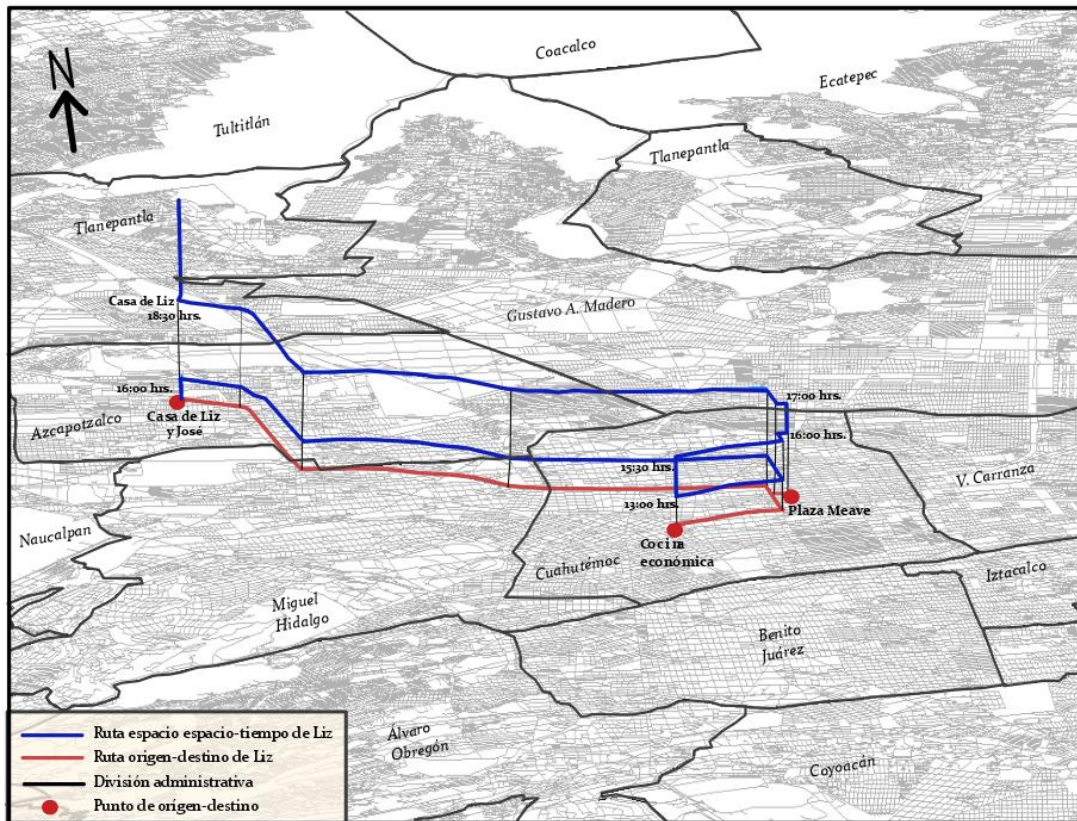 N
Coacalco
Ecatepec
Tultitlán
Tlanepantla
Tlanepantla
Casa de Liz
18:30 hrs.
Gustavo A. Madero
16:00 hrs.
Casa de Liz
y José
Azcapotzalco
17:00 hrs.
16:00 hrs.
15:30 hrs.
13:00 hrs.
V. Carranza
Plaza Meave
Naucalpan
Cocina
económica
Cuahutémoc
Iztacalco
Miguel
Hidalgo
Benito
Juárez
Álvaro
Obregón
Coyoacán
Ruta espacio espacio-tiempo de Liz
Ruta origen-destino de Liz
División administrativa
Punto de orígen-destino